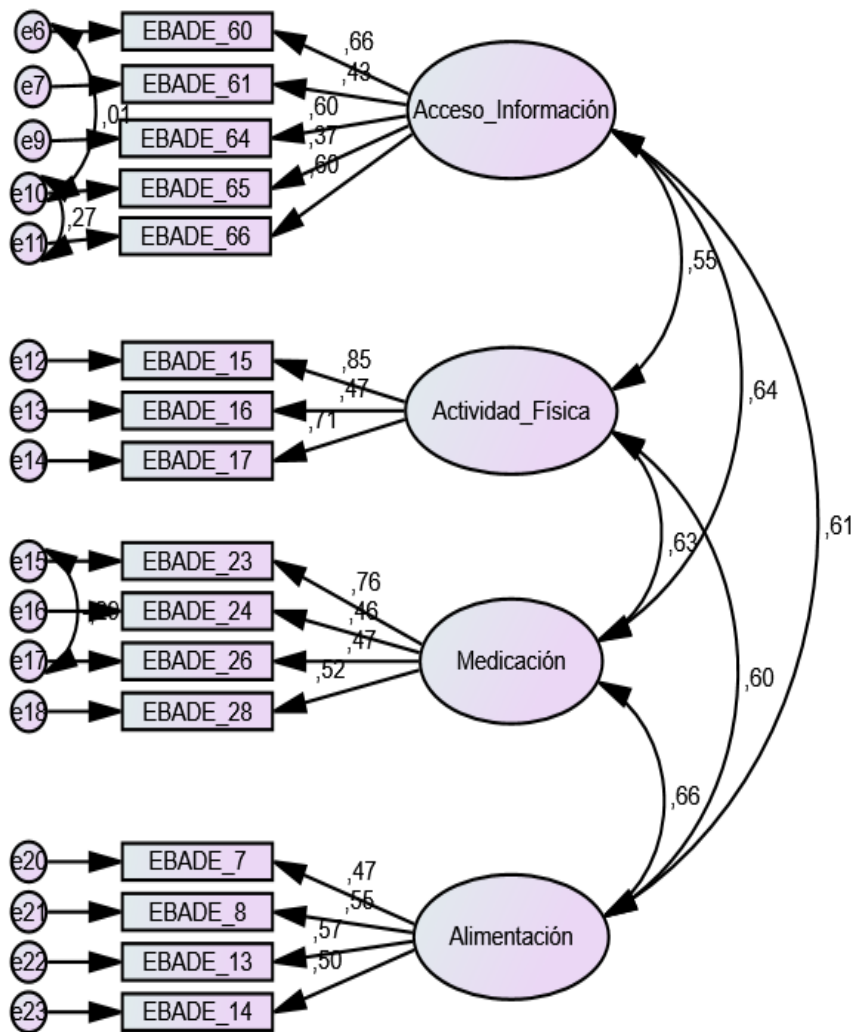 e6
EBADE_60
,66
e7
EBADE_61
,43
,01
,60
e9
EBADE_64
,37
e10
EBADE_65
,60
,27
e11
EBADE_66
Acceso_Información
,55
e12
EBADE_15
,85
e13
EBADE_16
,47
e14
EBADE_17
,71
Actividad_Física
,64
,61
,63
e15
EBADE_23
,76
e16
EBADE_24
,46
e17
EBADE_26
,47
e18
EBADE_28
,52
Medicación
,60
,66
e20
EBADE_7
,47
e21
EBADE_8
,55
e22
EBADE_13
,57
e23
EBADE_14
,50
Alimentación